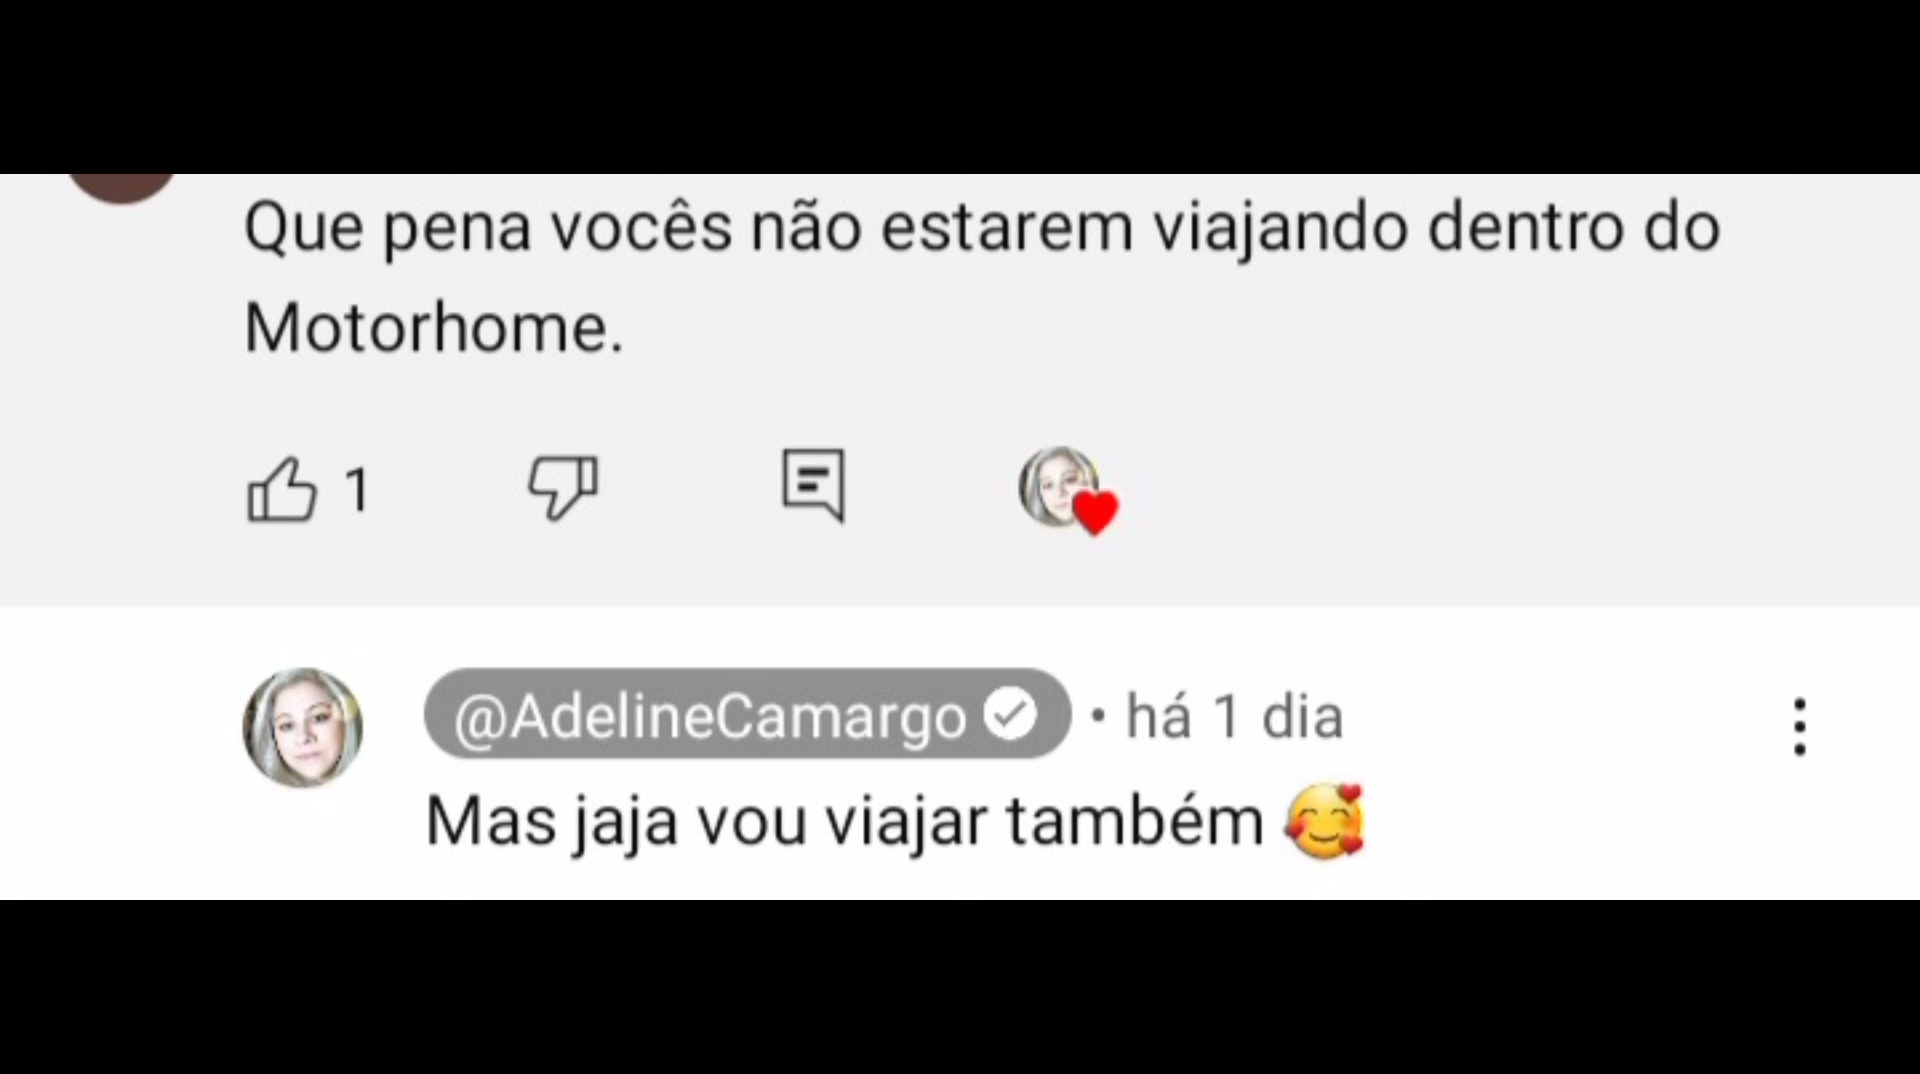 Que pena vocês não estarem viajando dentro do
Motorhome.
1
@AdelineCamargo • há 1 dia
Mas jaja vou viajar também 🥰